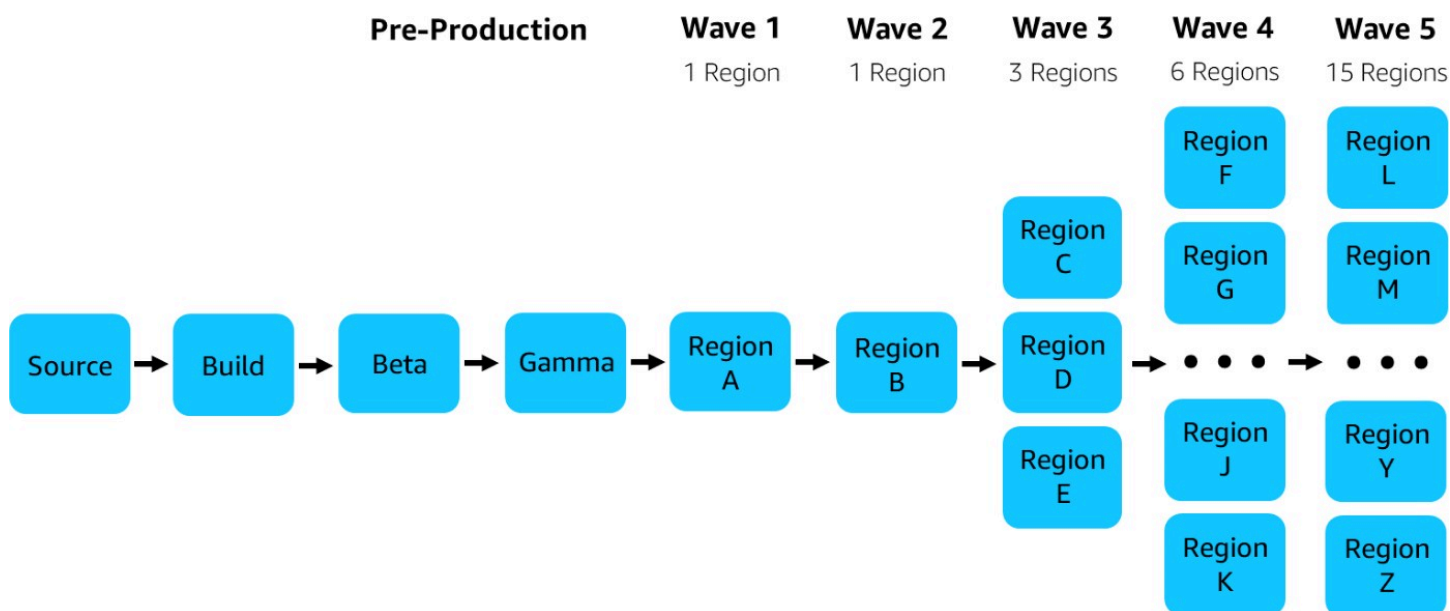 Pre-Production
Wave 1
Wave 2
Wave 3
Wave 4
Wave 5
1 Region
1 Region
3 Regions
6 Regions
15 Regions
Source
Build
Beta
Gamma
Region
A
Region
B
Region
C
Region
D
Region
E
Region
F
Region
G
• • •
Region
J
Region
K
Region
L
Region
M
• • •
Region
Y
Region
Z